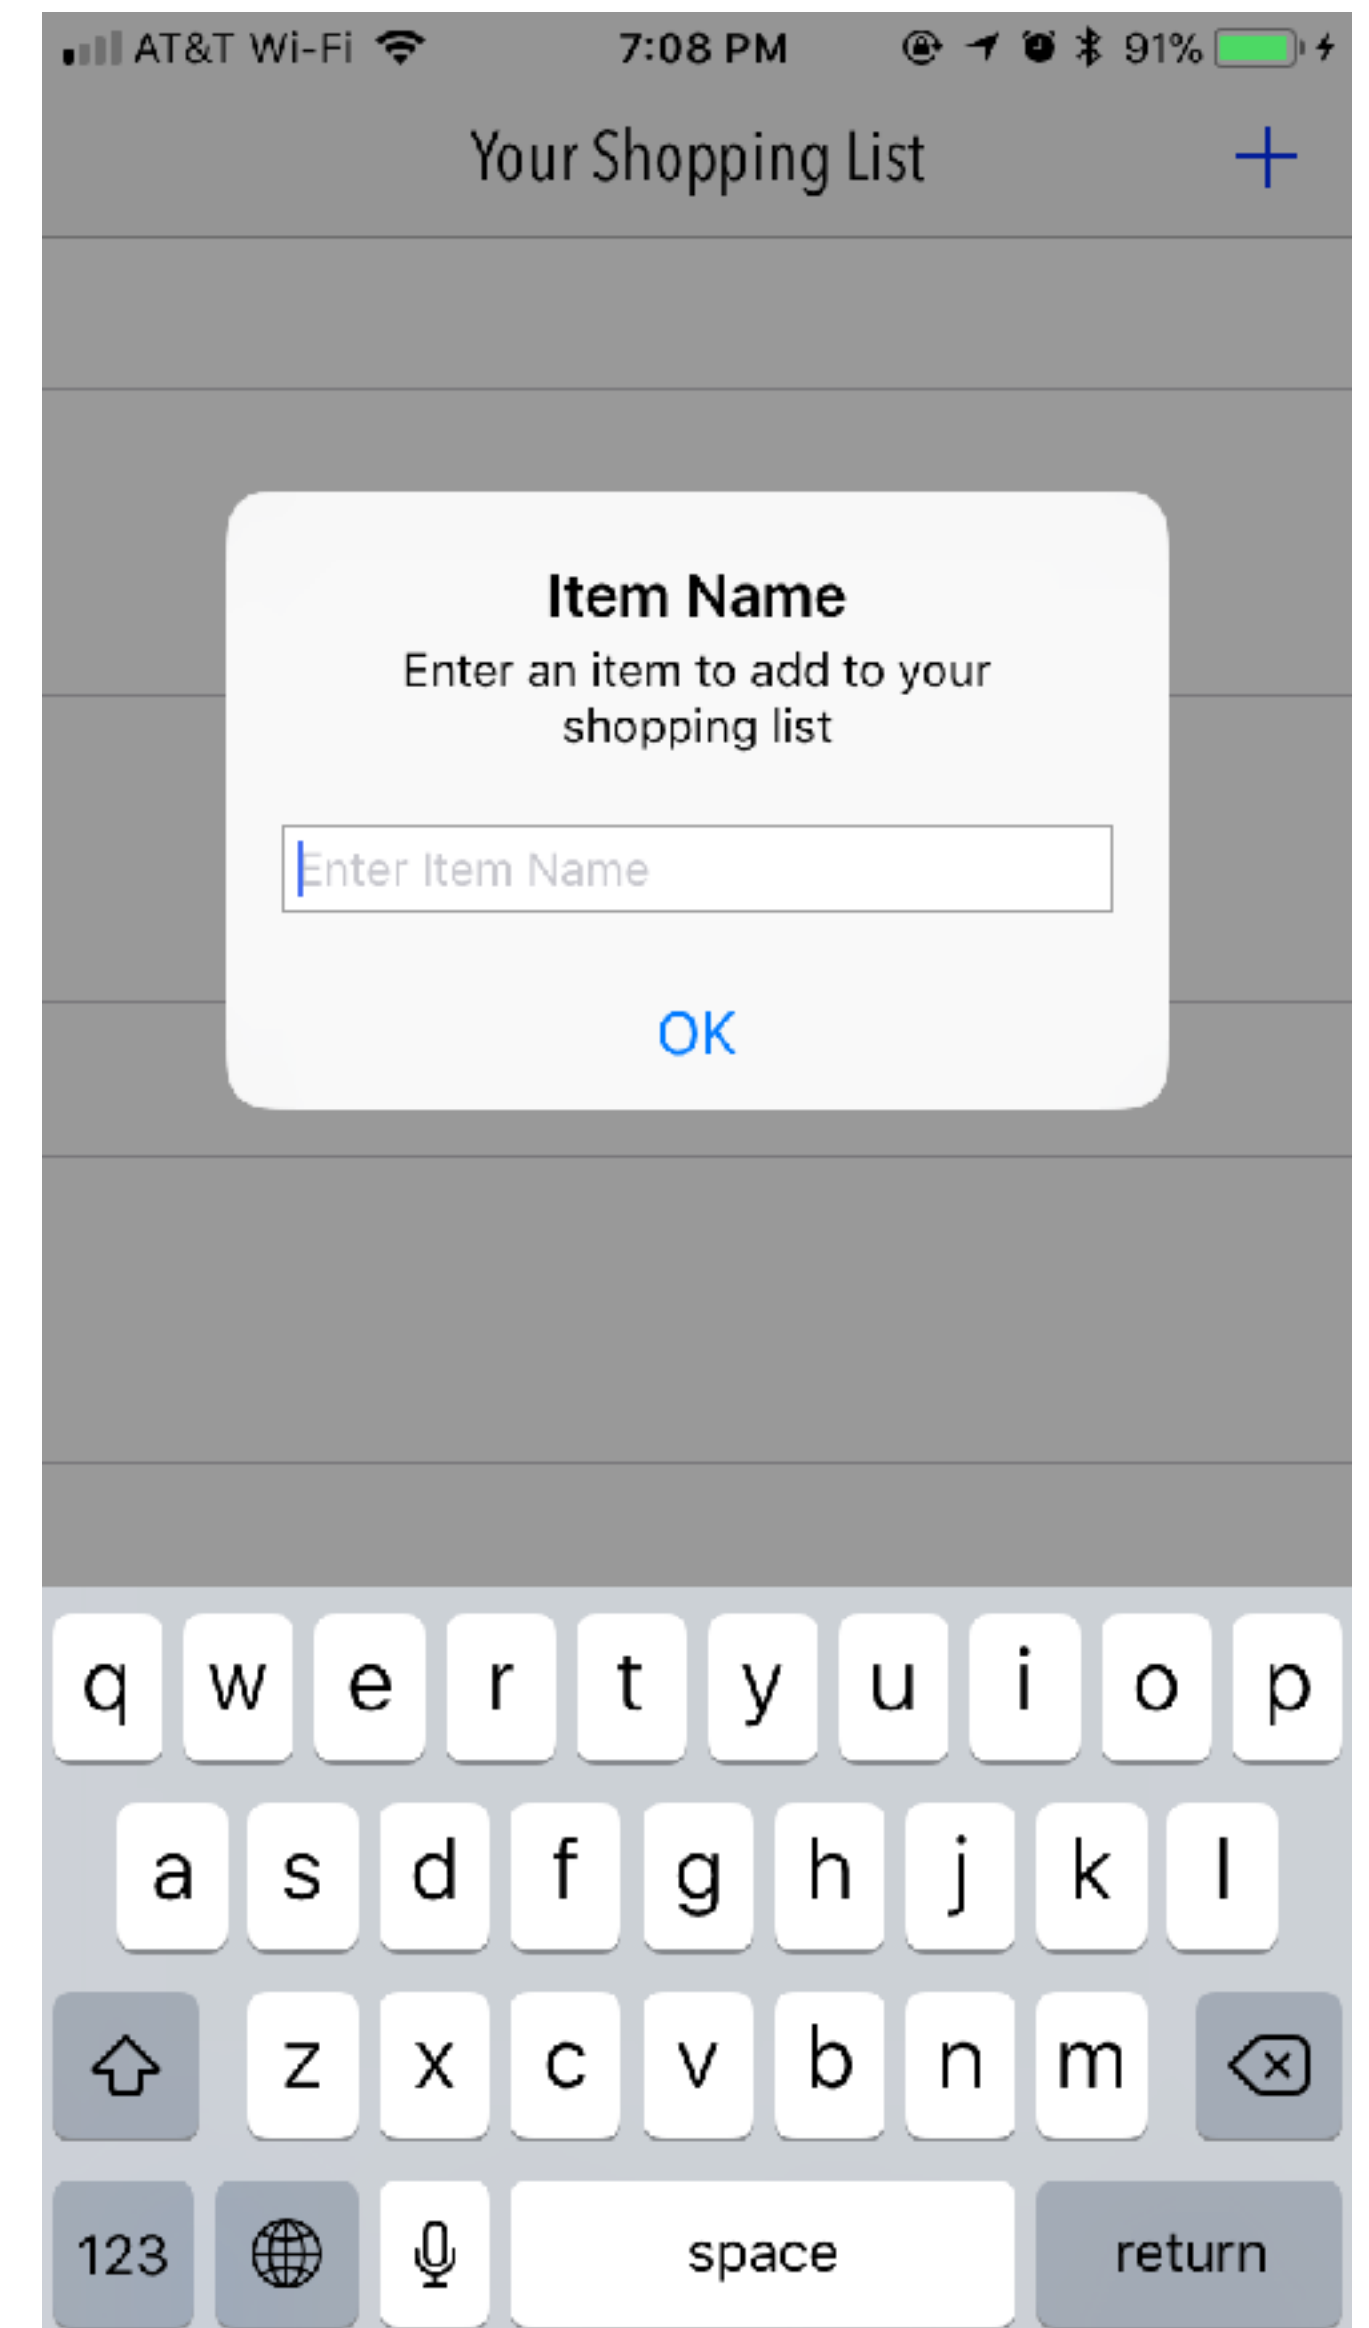 AT&T Wi-Fi 7:08 PM 91%
Your Shopping List +
Item Name
Enter an item to add to your
shopping list
Enter Item Name
OK
q w e r t y u i o p
a s d f g h j k l
z x c v b n m
123 space return